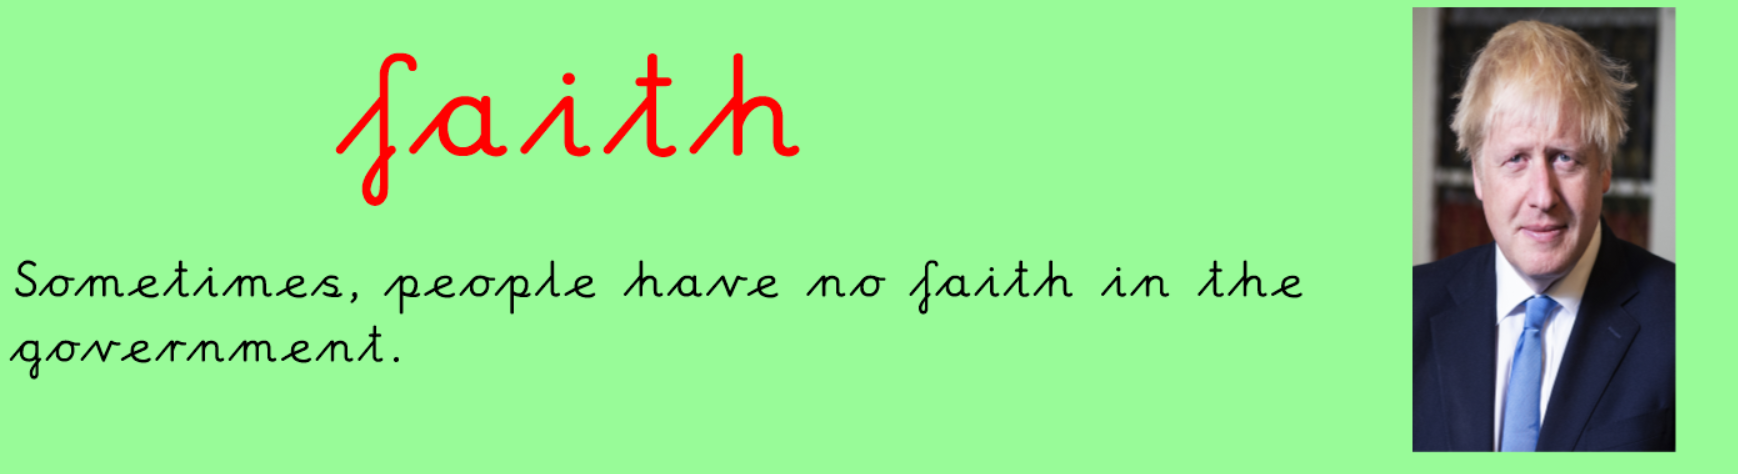 faith
Sometimes, people have no faith in the
government.